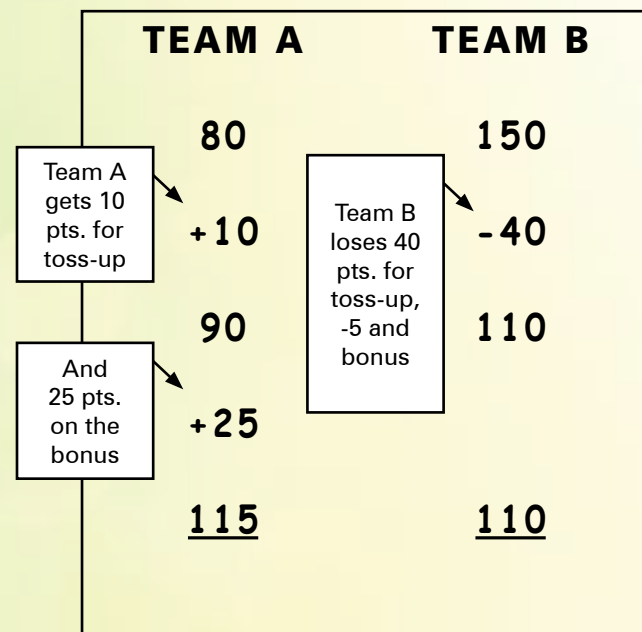 TEAM A TEAM B
80 150
Team A
gets 10
pts. for
toss-up
+10
Team B
loses 40
pts. for
toss-up,
-5 and
bonus
-40
90 110
And
25 pts.
on the
bonus
+25
115 110